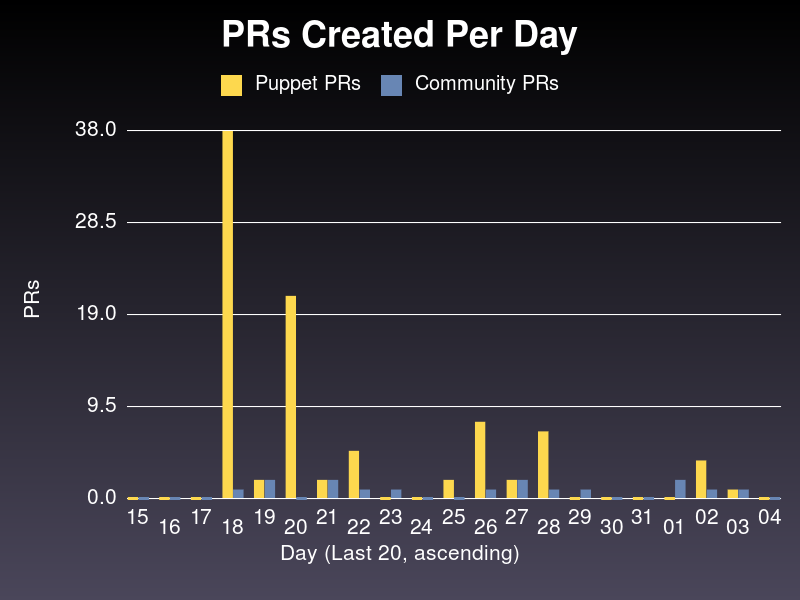 PRs Created Per Day
Puppet PRs Community PRs
38.0
28.5
19.0
9.5
0.0
PRs
15 16 17 18 19 20 21 22 23 24 25 26 27 28 29 30 31 01 02 03 04
Day (Last 20, ascending)